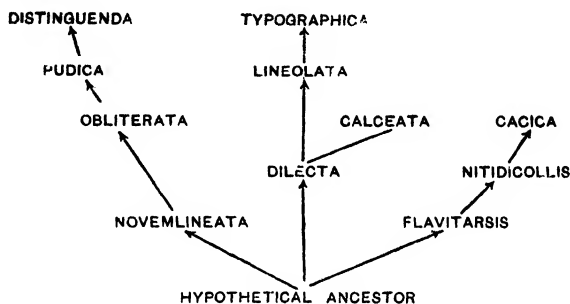 DISTINGUENDA TYPOGRAPHICA
PUDICA LINEOLATA
OBLITERATA CALCEATA CACICA
DILECTA NITIDICOLLIS
NOVEMLINEATA FLAVITARSIS
HYPOTHETICAL ANCESTOR